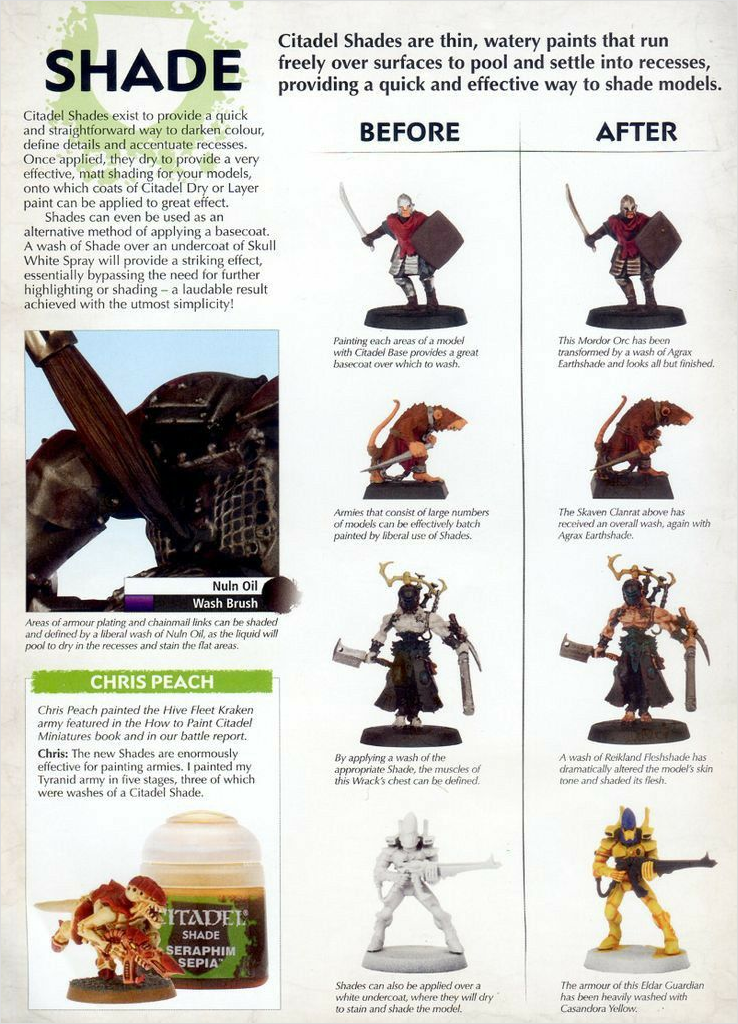 SHADE
Citadel Shades are thin, watery paints that run
freely over surfaces to pool and settle into recesses,
providing a quick and effective way to shade models.
Citadel Shades exist to provide a quick
and straightforward way to darken colour,
define details and accentuate recesses.
Once applied, they dry to provide a very
effective, matt shading for your models,
onto which coats of Citadel Dry or Layer
paint can be applied to great effect.
Shades can even be used as an
alternative method of applying a basecoat.
A wash of Shade over an undercoat of Skull
White Spray will provide a striking effect,
essentially bypassing the need for further
highlighting or shading – a laudable result
achieved with the utmost simplicity!
Nuln Oil
Wash Brush
Areas of armour plating and chainmail links can be shaded
and defined by a liberal wash of Nuln Oil, as the liquid will
pool to dry in the recesses and stain the flat areas.
CHRIS PEACH
Chris Peach painted the Hive Fleet Kraken
army featured in the How to Paint Citadel
Miniatures book and in our battle report.
Chris: The new Shades are enormously
effective for painting armies. I painted my
Tyranid army in five stages, three of which
were washes of a Citadel Shade.
CITADEL
SHADE
SERAPHIM
SEPIA™
BEFORE
AFTER
Painting each areas of a model
with Citadel Base provides a great
basecoat over which to wash.
This Mordor Orc has been
transformed by a wash of Agrax
Earthshade and looks all but finished.
Armies that consist of large numbers
of models can be effectively batch
painted by liberal use of Shades.
The Skaven Clanrat above has
received an overall wash, again with
Agrax Earthshade.
By applying a wash of the
appropriate Shade, the muscles of
this Wrack's chest can be defined.
A wash of Reikland Fleshshade has
dramatically altered the model's skin
tone and shaded its flesh.
Shades can also be applied over a
white undercoat, where they will dry
to stain and shade the model.
The armour of this Eldar Guardian
has been heavily washed with
Casandora Yellow.